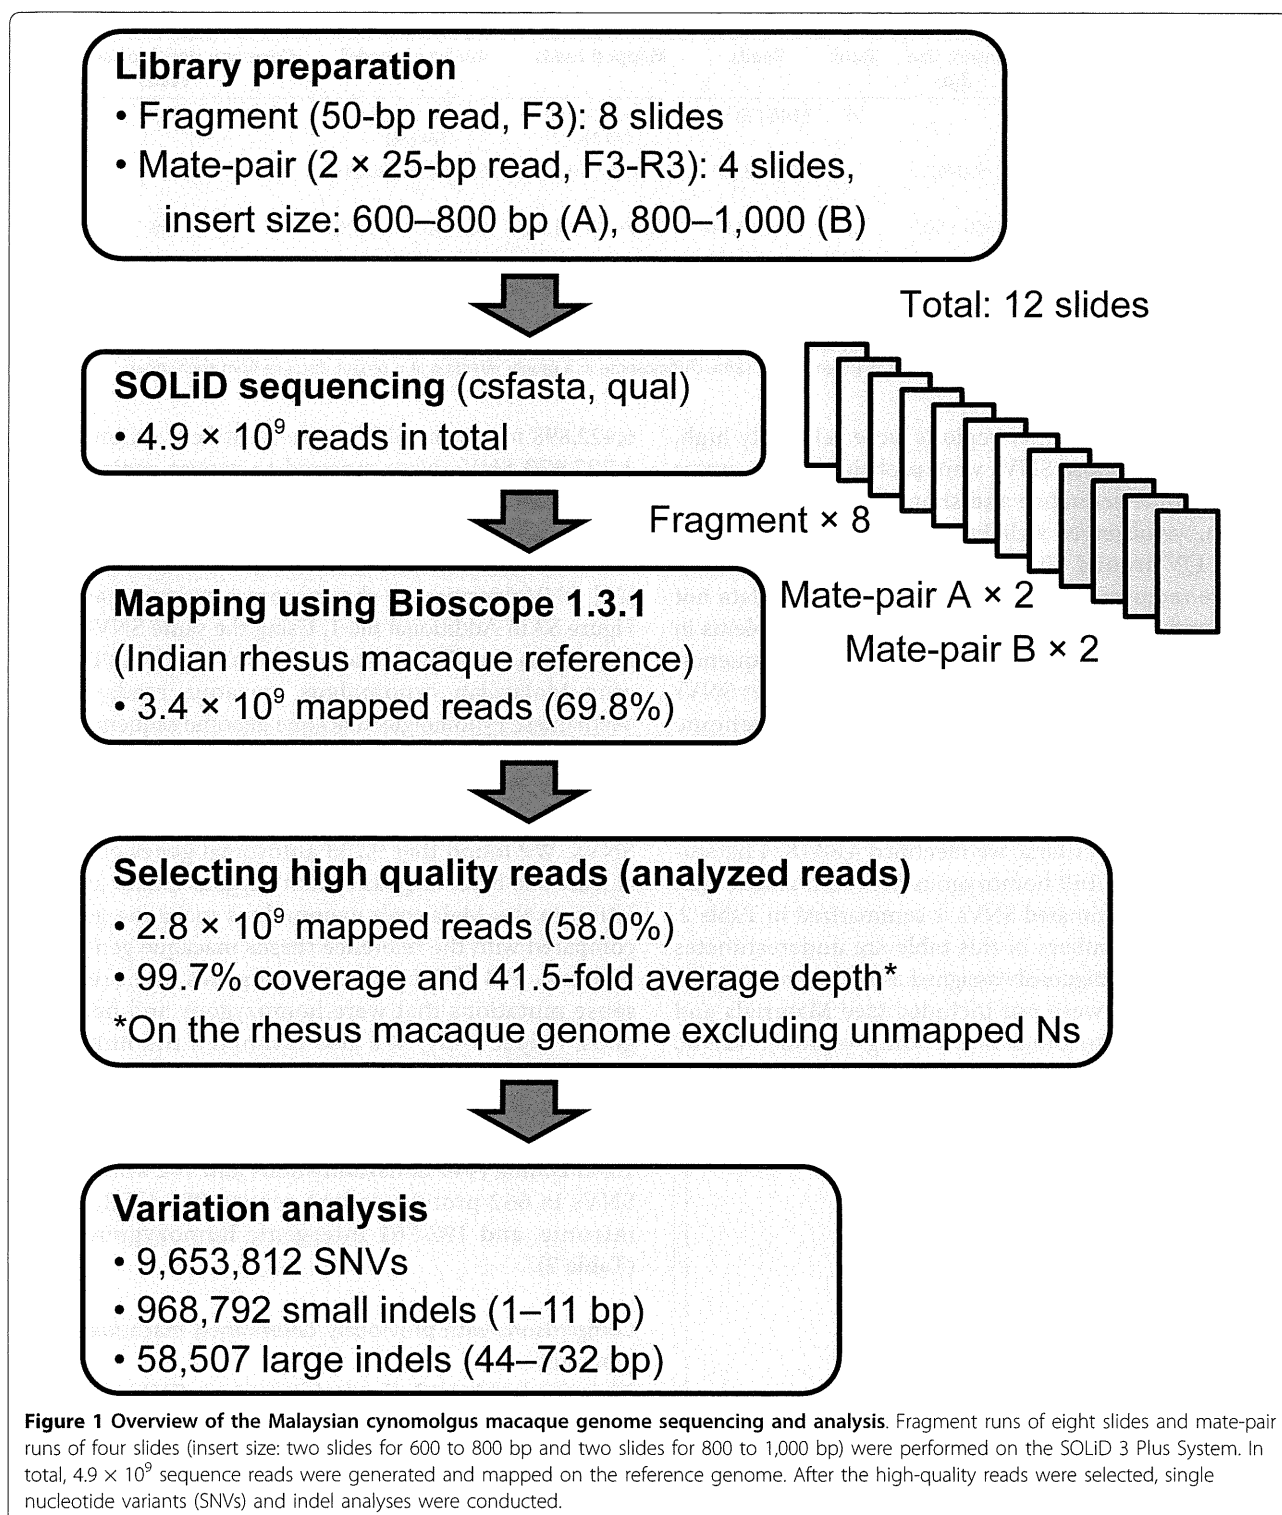 Library preparation
• Fragment (50-bp read, F3): 8 slides
• Mate-pair (2 × 25-bp read, F3-R3): 4 slides,
insert size: 600–800 bp (A), 800–1,000 (B)
Total: 12 slides
SOLiD sequencing (csfasta, qual)
• 4.9 × 10⁹ reads in total
Fragment × 8
Mate-pair A × 2
Mate-pair B × 2
Mapping using Bioscope 1.3.1
(Indian rhesus macaque reference)
• 3.4 × 10⁹ mapped reads (69.8%)
Selecting high quality reads (analyzed reads)
• 2.8 × 10⁹ mapped reads (58.0%)
• 99.7% coverage and 41.5-fold average depth*
*On the rhesus macaque genome excluding unmapped Ns
Variation analysis
• 9,653,812 SNVs
• 968,792 small indels (1–11 bp)
• 58,507 large indels (44–732 bp)
Figure 1 Overview of the Malaysian cynomolgus macaque genome sequencing and analysis. Fragment runs of eight slides and mate-pair
runs of four slides (insert size: two slides for 600 to 800 bp and two slides for 800 to 1,000 bp) were performed on the SOLiD 3 Plus System. In
total, 4.9 × 10⁹ sequence reads were generated and mapped on the reference genome. After the high-quality reads were selected, single
nucleotide variants (SNVs) and indel analyses were conducted.